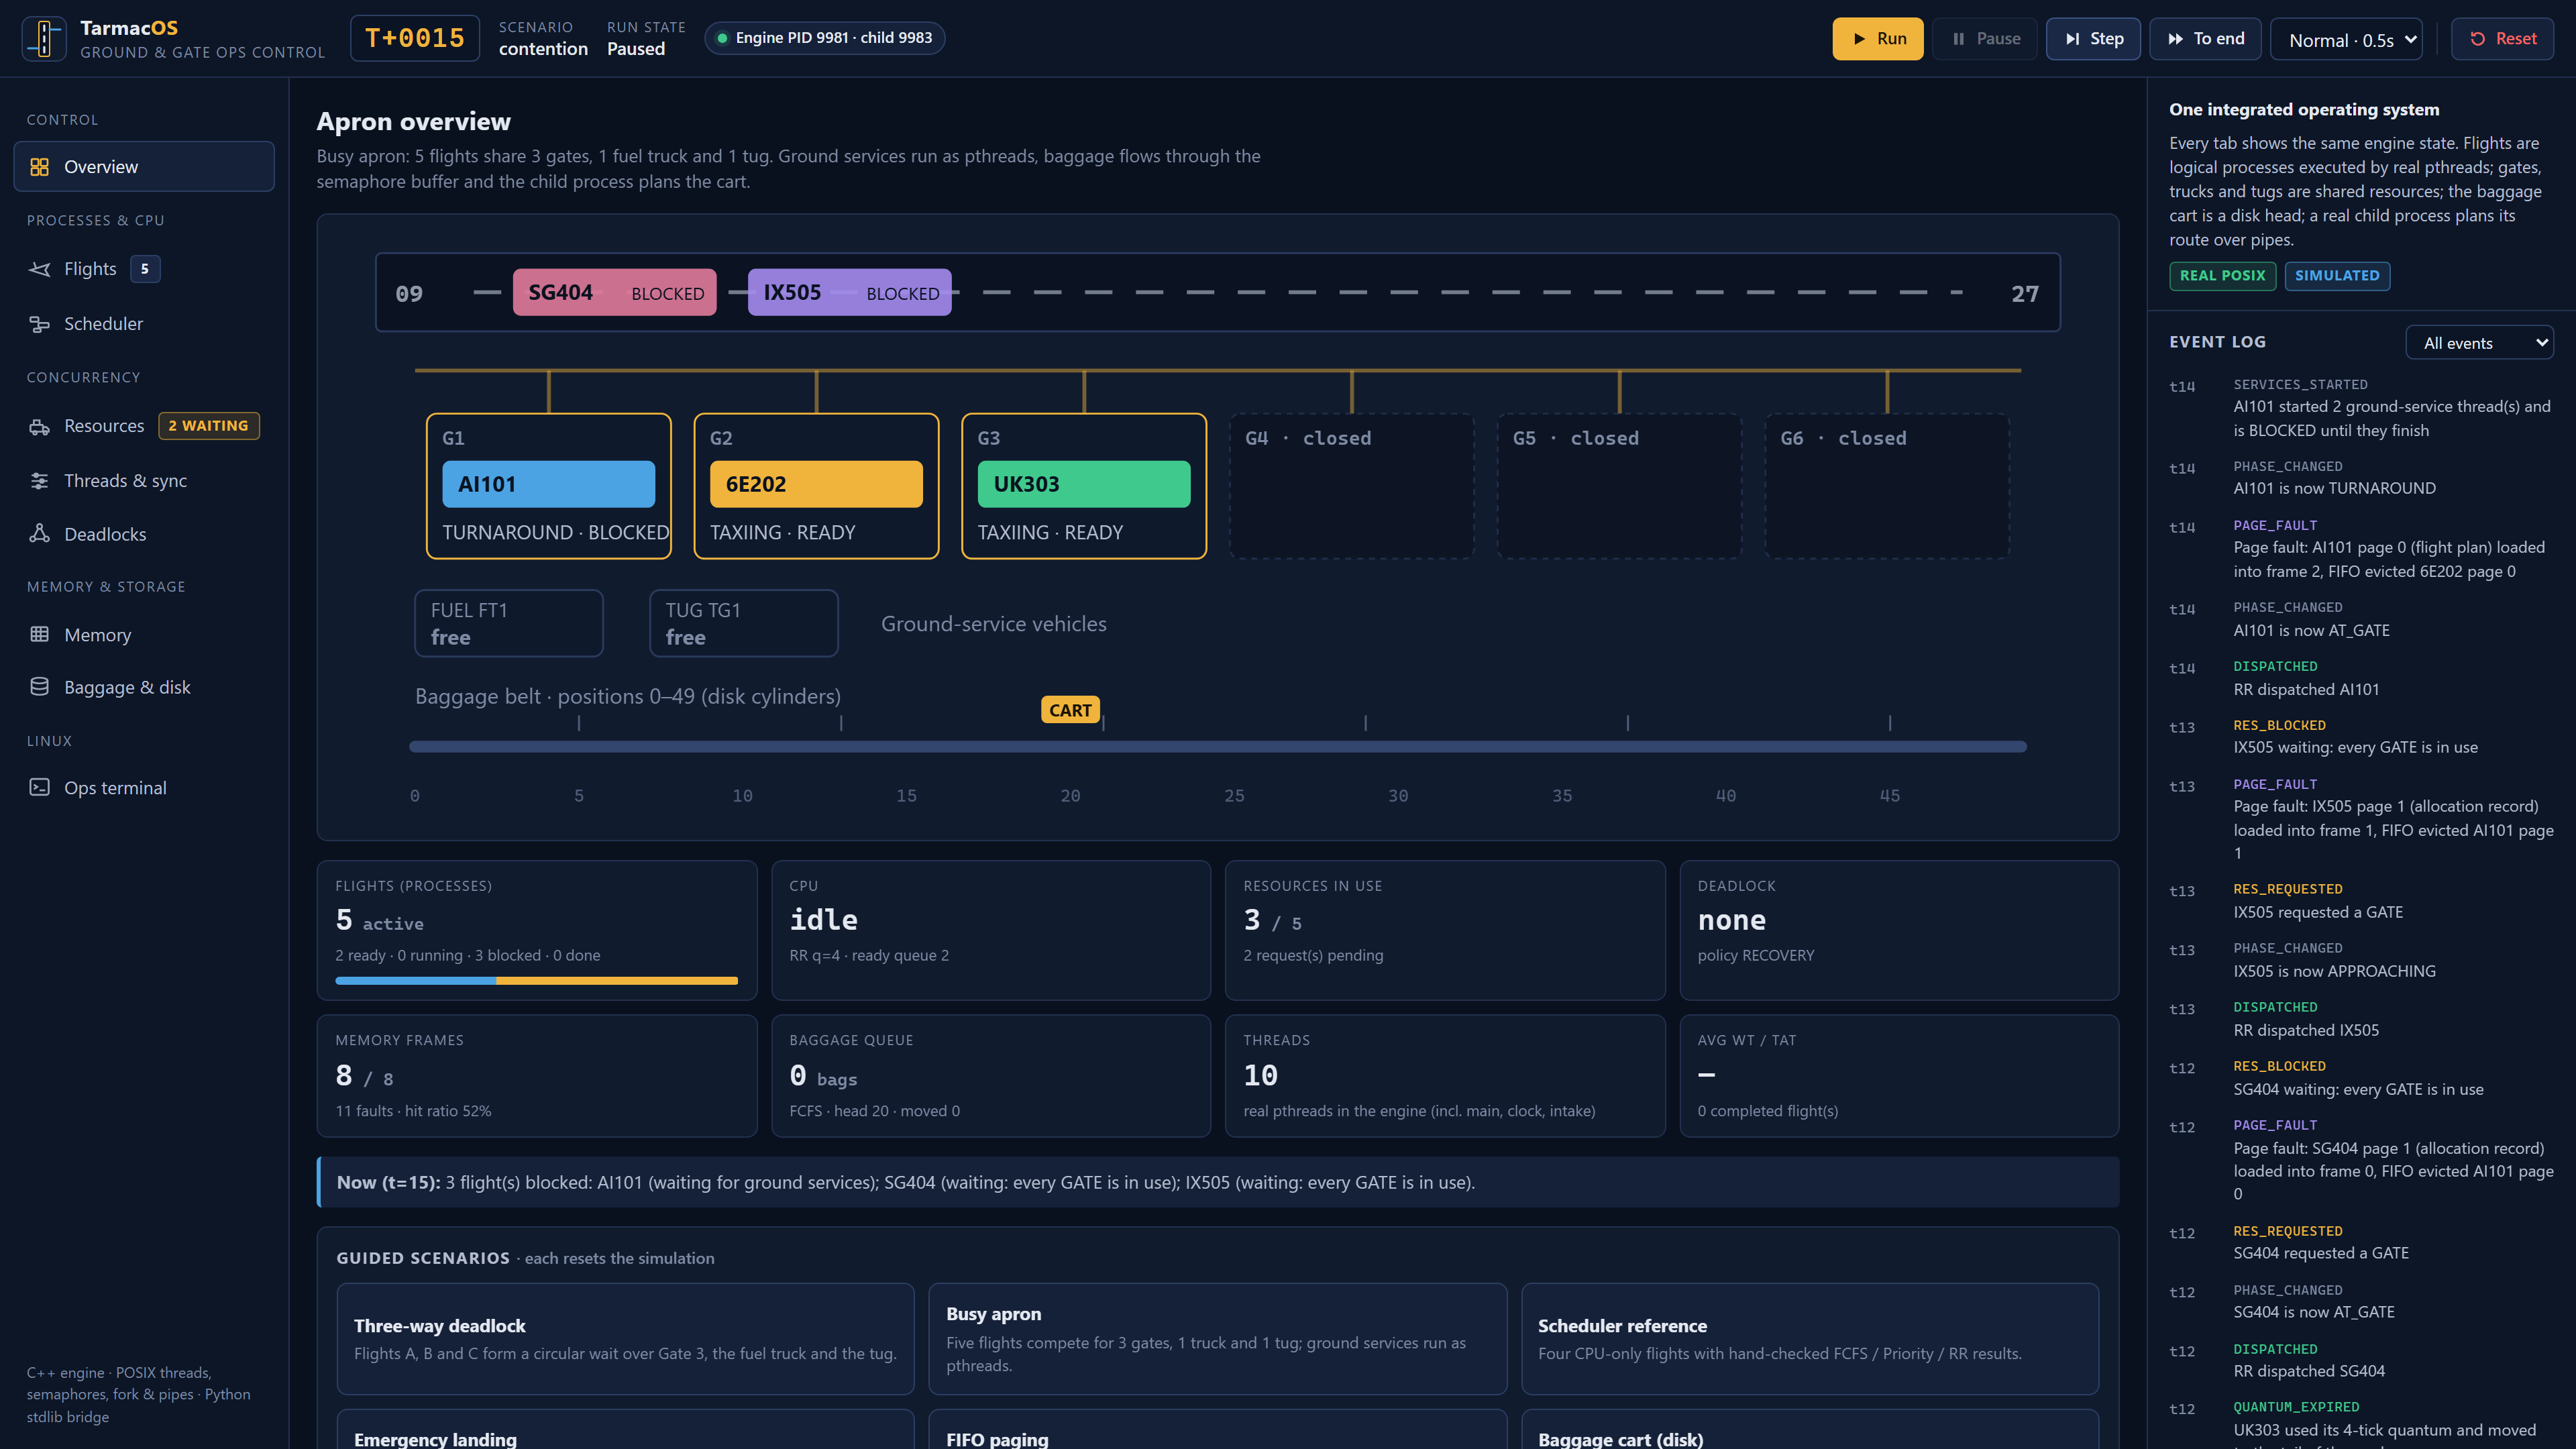 TarmacOS
GROUND & GATE OPS CONTROL
T+0015
SCENARIO
contention
RUN STATE
Paused
Engine PID 9981 · child 9983
Run
Pause
Step
To end
Normal · 0.5s
Reset
CONTROL
Overview
PROCESSES & CPU
Flights 5
Scheduler
CONCURRENCY
Resources 2 WAITING
Threads & sync
Deadlocks
MEMORY & STORAGE
Memory
Baggage & disk
LINUX
Ops terminal
C++ engine · POSIX threads,
semaphores, fork & pipes · Python
stdlib bridge
Apron overview
Busy apron: 5 flights share 3 gates, 1 fuel truck and 1 tug. Ground services run as pthreads, baggage flows through the
semaphore buffer and the child process plans the cart.
09 SG404 BLOCKED IX505 BLOCKED 27
G1
AI101
TURNAROUND · BLOCKED
G2
6E202
TAXIING · READY
G3
UK303
TAXIING · READY
G4 · closed
G5 · closed
G6 · closed
FUEL FT1
free
TUG TG1
free
Ground-service vehicles
Baggage belt · positions 0–49 (disk cylinders)
CART
0 5 10 15 20 25 30 35 40 45
FLIGHTS (PROCESSES)
5 active
2 ready · 0 running · 3 blocked · 0 done
CPU
idle
RR q=4 · ready queue 2
RESOURCES IN USE
3 / 5
2 request(s) pending
DEADLOCK
none
policy RECOVERY
MEMORY FRAMES
8 / 8
11 faults · hit ratio 52%
BAGGAGE QUEUE
0 bags
FCFS · head 20 · moved 0
THREADS
10
real pthreads in the engine (incl. main, clock, intake)
AVG WT / TAT
—
0 completed flight(s)
Now (t=15): 3 flight(s) blocked: AI101 (waiting for ground services); SG404 (waiting: every GATE is in use); IX505 (waiting: every GATE is in use).
GUIDED SCENARIOS · each resets the simulation
Three-way deadlock
Flights A, B and C form a circular wait over Gate 3, the fuel truck and the tug.
Busy apron
Five flights compete for 3 gates, 1 truck and 1 tug; ground services run as
pthreads.
Scheduler reference
Four CPU-only flights with hand-checked FCFS / Priority / RR results.
Emergency landing
FIFO paging
Baggage cart (disk)
One integrated operating system
Every tab shows the same engine state. Flights are
logical processes executed by real pthreads; gates,
trucks and tugs are shared resources; the baggage
cart is a disk head; a real child process plans its
route over pipes.
REAL POSIX
SIMULATED
EVENT LOG
All events
t14 SERVICES_STARTED
AI101 started 2 ground-service thread(s) and
is BLOCKED until they finish
t14 PHASE_CHANGED
AI101 is now TURNAROUND
t14 PAGE_FAULT
Page fault: AI101 page 0 (flight plan) loaded
into frame 2, FIFO evicted 6E202 page 0
t14 PHASE_CHANGED
AI101 is now AT_GATE
t14 DISPATCHED
RR dispatched AI101
t13 RES_BLOCKED
IX505 waiting: every GATE is in use
t13 PAGE_FAULT
Page fault: IX505 page 1 (allocation record)
loaded into frame 1, FIFO evicted AI101 page
1
t13 RES_REQUESTED
IX505 requested a GATE
t13 PHASE_CHANGED
IX505 is now APPROACHING
t13 DISPATCHED
RR dispatched IX505
t12 RES_BLOCKED
SG404 waiting: every GATE is in use
t12 PAGE_FAULT
Page fault: SG404 page 1 (allocation record)
loaded into frame 0, FIFO evicted AI101 page
0
t12 RES_REQUESTED
SG404 requested a GATE
t12 PHASE_CHANGED
SG404 is now AT_GATE
t12 DISPATCHED
RR dispatched SG404
t12 QUANTUM_EXPIRED
UK303 used its 4-tick quantum and moved